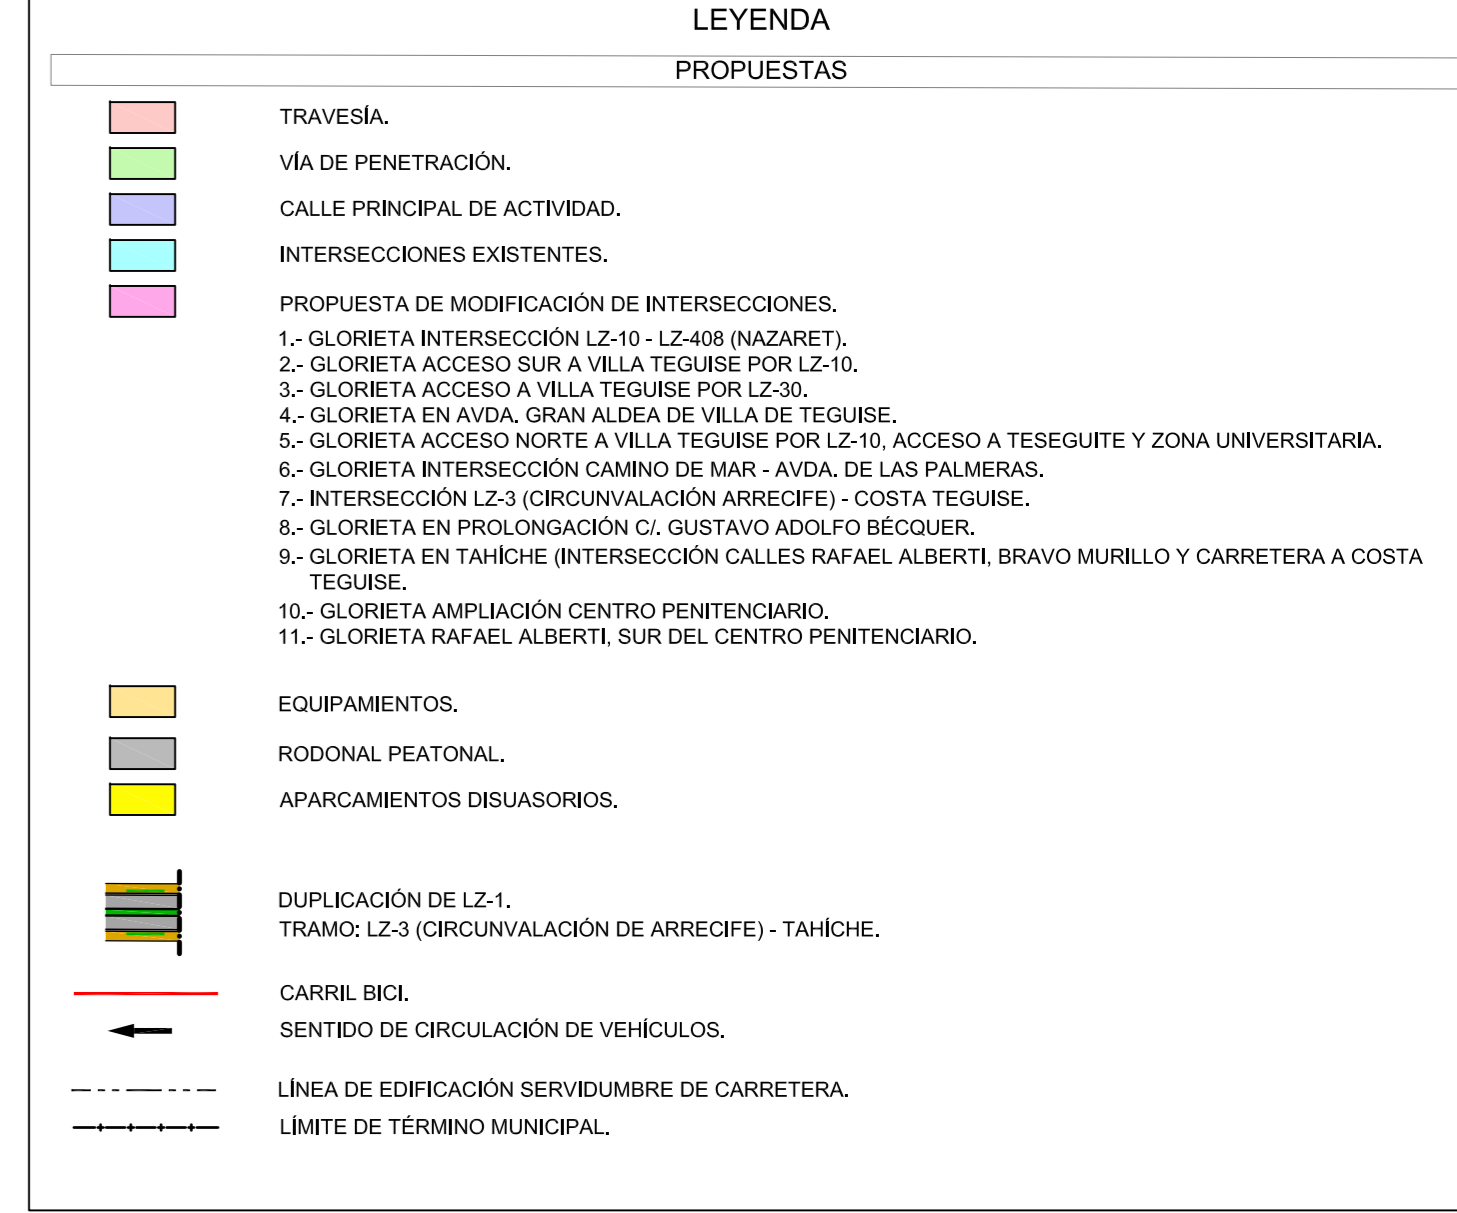 LEYENDA
PROPUESTAS
TRAVESÍA.
VÍA DE PENETRACIÓN.
CALLE PRINCIPAL DE ACTIVIDAD.
INTERSECCIONES EXISTENTES.
PROPUESTA DE MODIFICACIÓN DE INTERSECCIONES.
1.- GLORIETA INTERSECCIÓN LZ-10 - LZ-408 (NAZARET).
2.- GLORIETA ACCESO SUR A VILLA TEGUISE POR LZ-10.
3.- GLORIETA ACCESO A VILLA TEGUISE POR LZ-30.
4.- GLORIETA EN AVDA. GRAN ALDEA DE VILLA DE TEGUISE.
5.- GLORIETA ACCESO NORTE A VILLA TEGUISE POR LZ-10, ACCESO A TESEGUITE Y ZONA UNIVERSITARIA.
6.- GLORIETA INTERSECCIÓN CAMINO DE MAR - AVDA. DE LAS PALMERAS.
7.- INTERSECCIÓN LZ-3 (CIRCUNVALACIÓN ARRECIFE) - COSTA TEGUISE.
8.- GLORIETA EN PROLONGACIÓN C/. GUSTAVO ADOLFO BÉCQUER.
9.- GLORIETA EN TAHÍCHE (INTERSECCIÓN CALLES RAFAEL ALBERTI, BRAVO MURILLO Y CARRETERA A COSTA
TEGUISE.
10.- GLORIETA AMPLIACIÓN CENTRO PENITENCIARIO.
11.- GLORIETA RAFAEL ALBERTI, SUR DEL CENTRO PENITENCIARIO.
EQUIPAMIENTOS.
RODONAL PEATONAL.
APARCAMIENTOS DISUASORIOS.
DUPLICACIÓN DE LZ-1.
TRAMO: LZ-3 (CIRCUNVALACIÓN DE ARRECIFE) - TAHÍCHE.
CARRIL BICI.
SENTIDO DE CIRCULACIÓN DE VEHÍCULOS.
LÍNEA DE EDIFICACIÓN SERVIDUMBRE DE CARRETERA.
LÍMITE DE TÉRMINO MUNICIPAL.